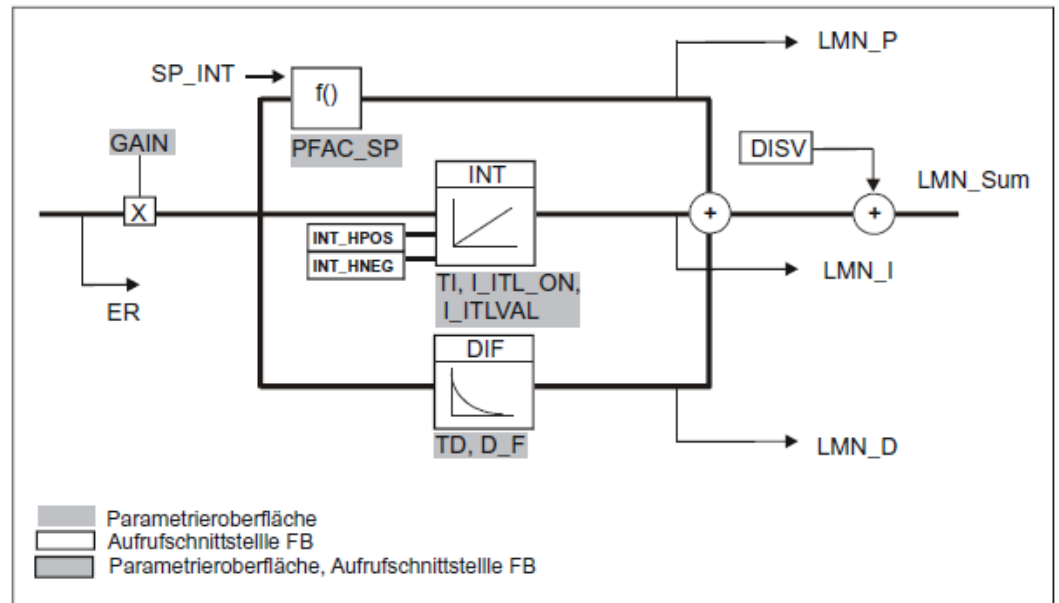 LMN_P
SP_INT
f()
GAIN
PFAC_SP
INT
DISV
LMN_Sum
X
+
+
INT_HPOS
INT_HNEG
LMN_I
TI, I_ITL_ON,
I_ITLVAL
ER
DIF
TD, D_F
LMN_D
Parametrieroberfläche
Aufrufschnittstellle FB
Parametrieroberfläche, Aufrufschnittstellle FB